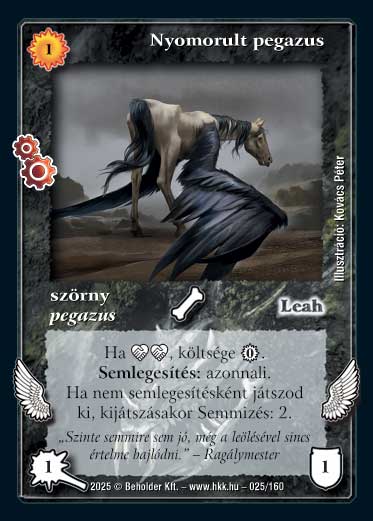 1
Nyomorult pegazus
Illusztráció: Kovács Péter
szörny
pegazus
Leah
Ha , költsége 0.
Semlegesítés: azonnali.
Ha nem semlegesítésként játszod
ki, kijátszásakor Semmizés: 2.
„Szinte semmire sem jó, még a leölésével sincs
értelme bajlódni.” – Ragálymester
1
1
2025 © Beholder Kft. – www.hkk.hu – 025/160